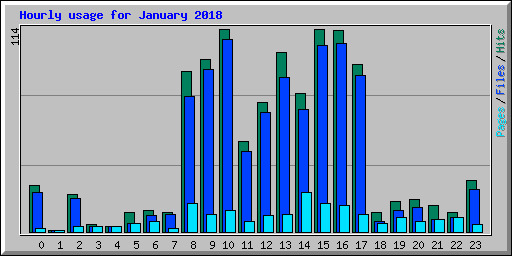 Hourly usage for January 2018
114
Pages / Files / Hits
0 1 2 3 4 5 6 7 8 9 10 11 12 13 14 15 16 17 18 19 20 21 22 23